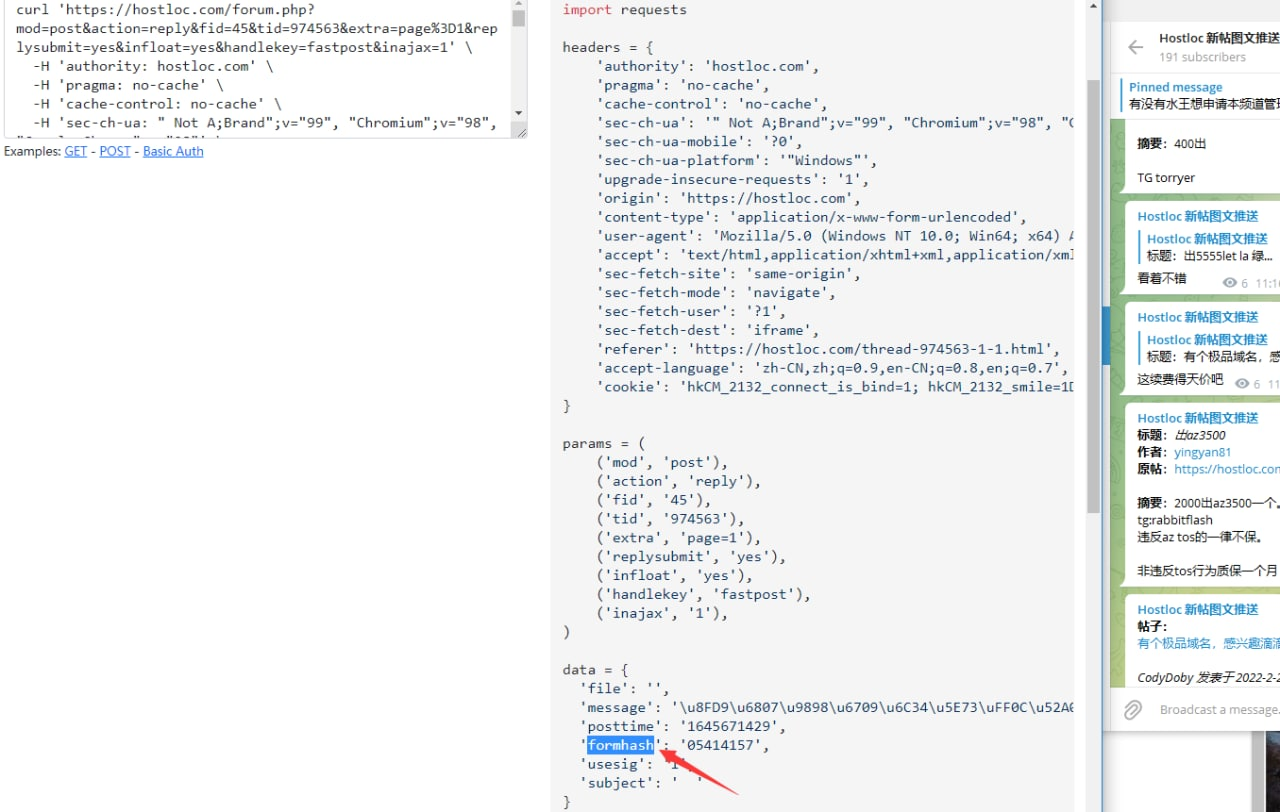 curl 'https://hostloc.com/forum.php?
mod=post&action=reply&fid=45&tid=974563&extra=page%3D1&rep
lysubmit=yes&infloat=yes&handlekey=fastpost&inajax=1' \
-H 'authority: hostloc.com' \
-H 'pragma: no-cache' \
-H 'cache-control: no-cache' \
-H 'sec-ch-ua: " Not A;Brand";v="99", "Chromium";v="98",
Examples: GET - POST - Basic Auth
import requests
headers = {
'authority': 'hostloc.com',
'pragma': 'no-cache',
'cache-control': 'no-cache',
'sec-ch-ua': '" Not A;Brand";v="99", "Chromium";v="98",
'sec-ch-ua-mobile': '?0',
'sec-ch-ua-platform': '"Windows"',
'upgrade-insecure-requests': '1',
'origin': 'https://hostloc.com',
'content-type': 'application/x-www-form-urlencoded',
'user-agent': 'Mozilla/5.0 (Windows NT 10.0; Win64; x64)
'accept': 'text/html,application/xhtml+xml,application/xml
'sec-fetch-site': 'same-origin',
'sec-fetch-mode': 'navigate',
'sec-fetch-user': '?1',
'sec-fetch-dest': 'iframe',
'referer': 'https://hostloc.com/thread-974563-1-1.html',
'accept-language': 'zh-CN,zh;q=0.9,en-CN;q=0.8,en;q=0.7',
'cookie': 'hkCM_2132_connect_is_bind=1; hkCM_2132_smile=1D
}
params = (
('mod', 'post'),
('action', 'reply'),
('fid', '45'),
('tid', '974563'),
('extra', 'page=1'),
('replysubmit', 'yes'),
('infloat', 'yes'),
('handlekey', 'fastpost'),
('inajax', '1'),
)
data = {
'file': '',
'message': '\u8FD9\u6807\u9898\u6709\u6C34\u5E73\uFF0C\u52A0
'posttime': '1645671429',
'formhash': '05414157',
'usesig': '1',
'subject': ' '
}
Hostloc 新帖图文推送
191 subscribers
Pinned message
有没有水王想申请本频道管理
摘要：400出
TG torryer
Hostloc 新帖图文推送
Hostloc 新帖图文推送
标题：出5555let la 绿...
看着不错 6 11:10
Hostloc 新帖图文推送
Hostloc 新帖图文推送
标题：有个极品域名，感
这续费得天价吧 6 11
Hostloc 新帖图文推送
标题：出az3500
作者：yingyan81
原帖：https://hostloc.com
摘要：2000出az3500一个。
tg:rabbitflash
违反az tos的一律不保。
非违反tos行为质保一个月
Hostloc 新帖图文推送
帖子：
有个极品域名，感兴趣滴滴
CodyDoby 发表于 2022-2-2
Broadcast a message.